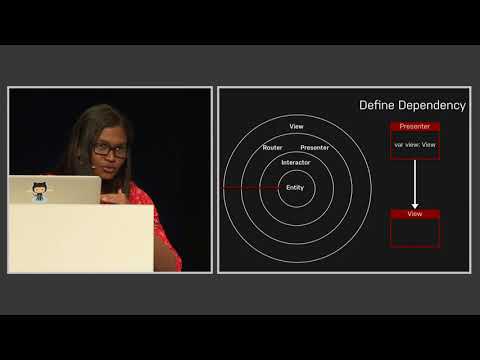 Define Dependency
View
Router Presenter
Interactor
Entity
Presenter
var view: View
View